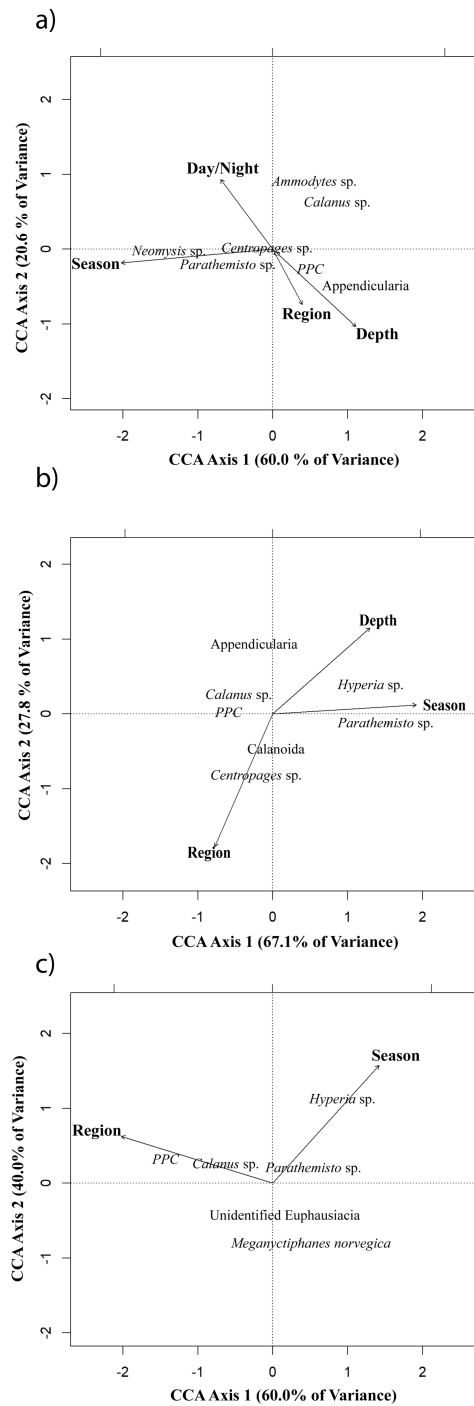 a)
2
1
0
-1
-2
CCA Axis 2 (20.6 % of Variance)
Day/Night
Ammodytes sp.
Calanus sp.
Neomysis sp.
Centropages sp.
Season
Parathemisto sp.
PPC
Appendicularia
Region
Depth
-2 -1 0 1 2
CCA Axis 1 (60.0 % of Variance)
b)
2
1
0
-1
-2
CCA Axis 2 (27.8 % of Variance)
Depth
Appendicularia
Hyperia sp.
Calanus sp.
Season
PPC
Parathemisto sp.
Calanoida
Centropages sp.
Region
-2 -1 0 1 2
CCA Axis 1 (67.1% of Variance)
c)
2
1
0
-1
-2
CCA Axis 2 (40.0% of Variance)
Season
Hyperia sp.
Region
PPC
Calanus sp.
Parathemisto sp.
Unidentified Euphausiacia
Meganyctiphanes norvegica
-2 -1 0 1 2
CCA Axis 1 (60.0% of Variance)